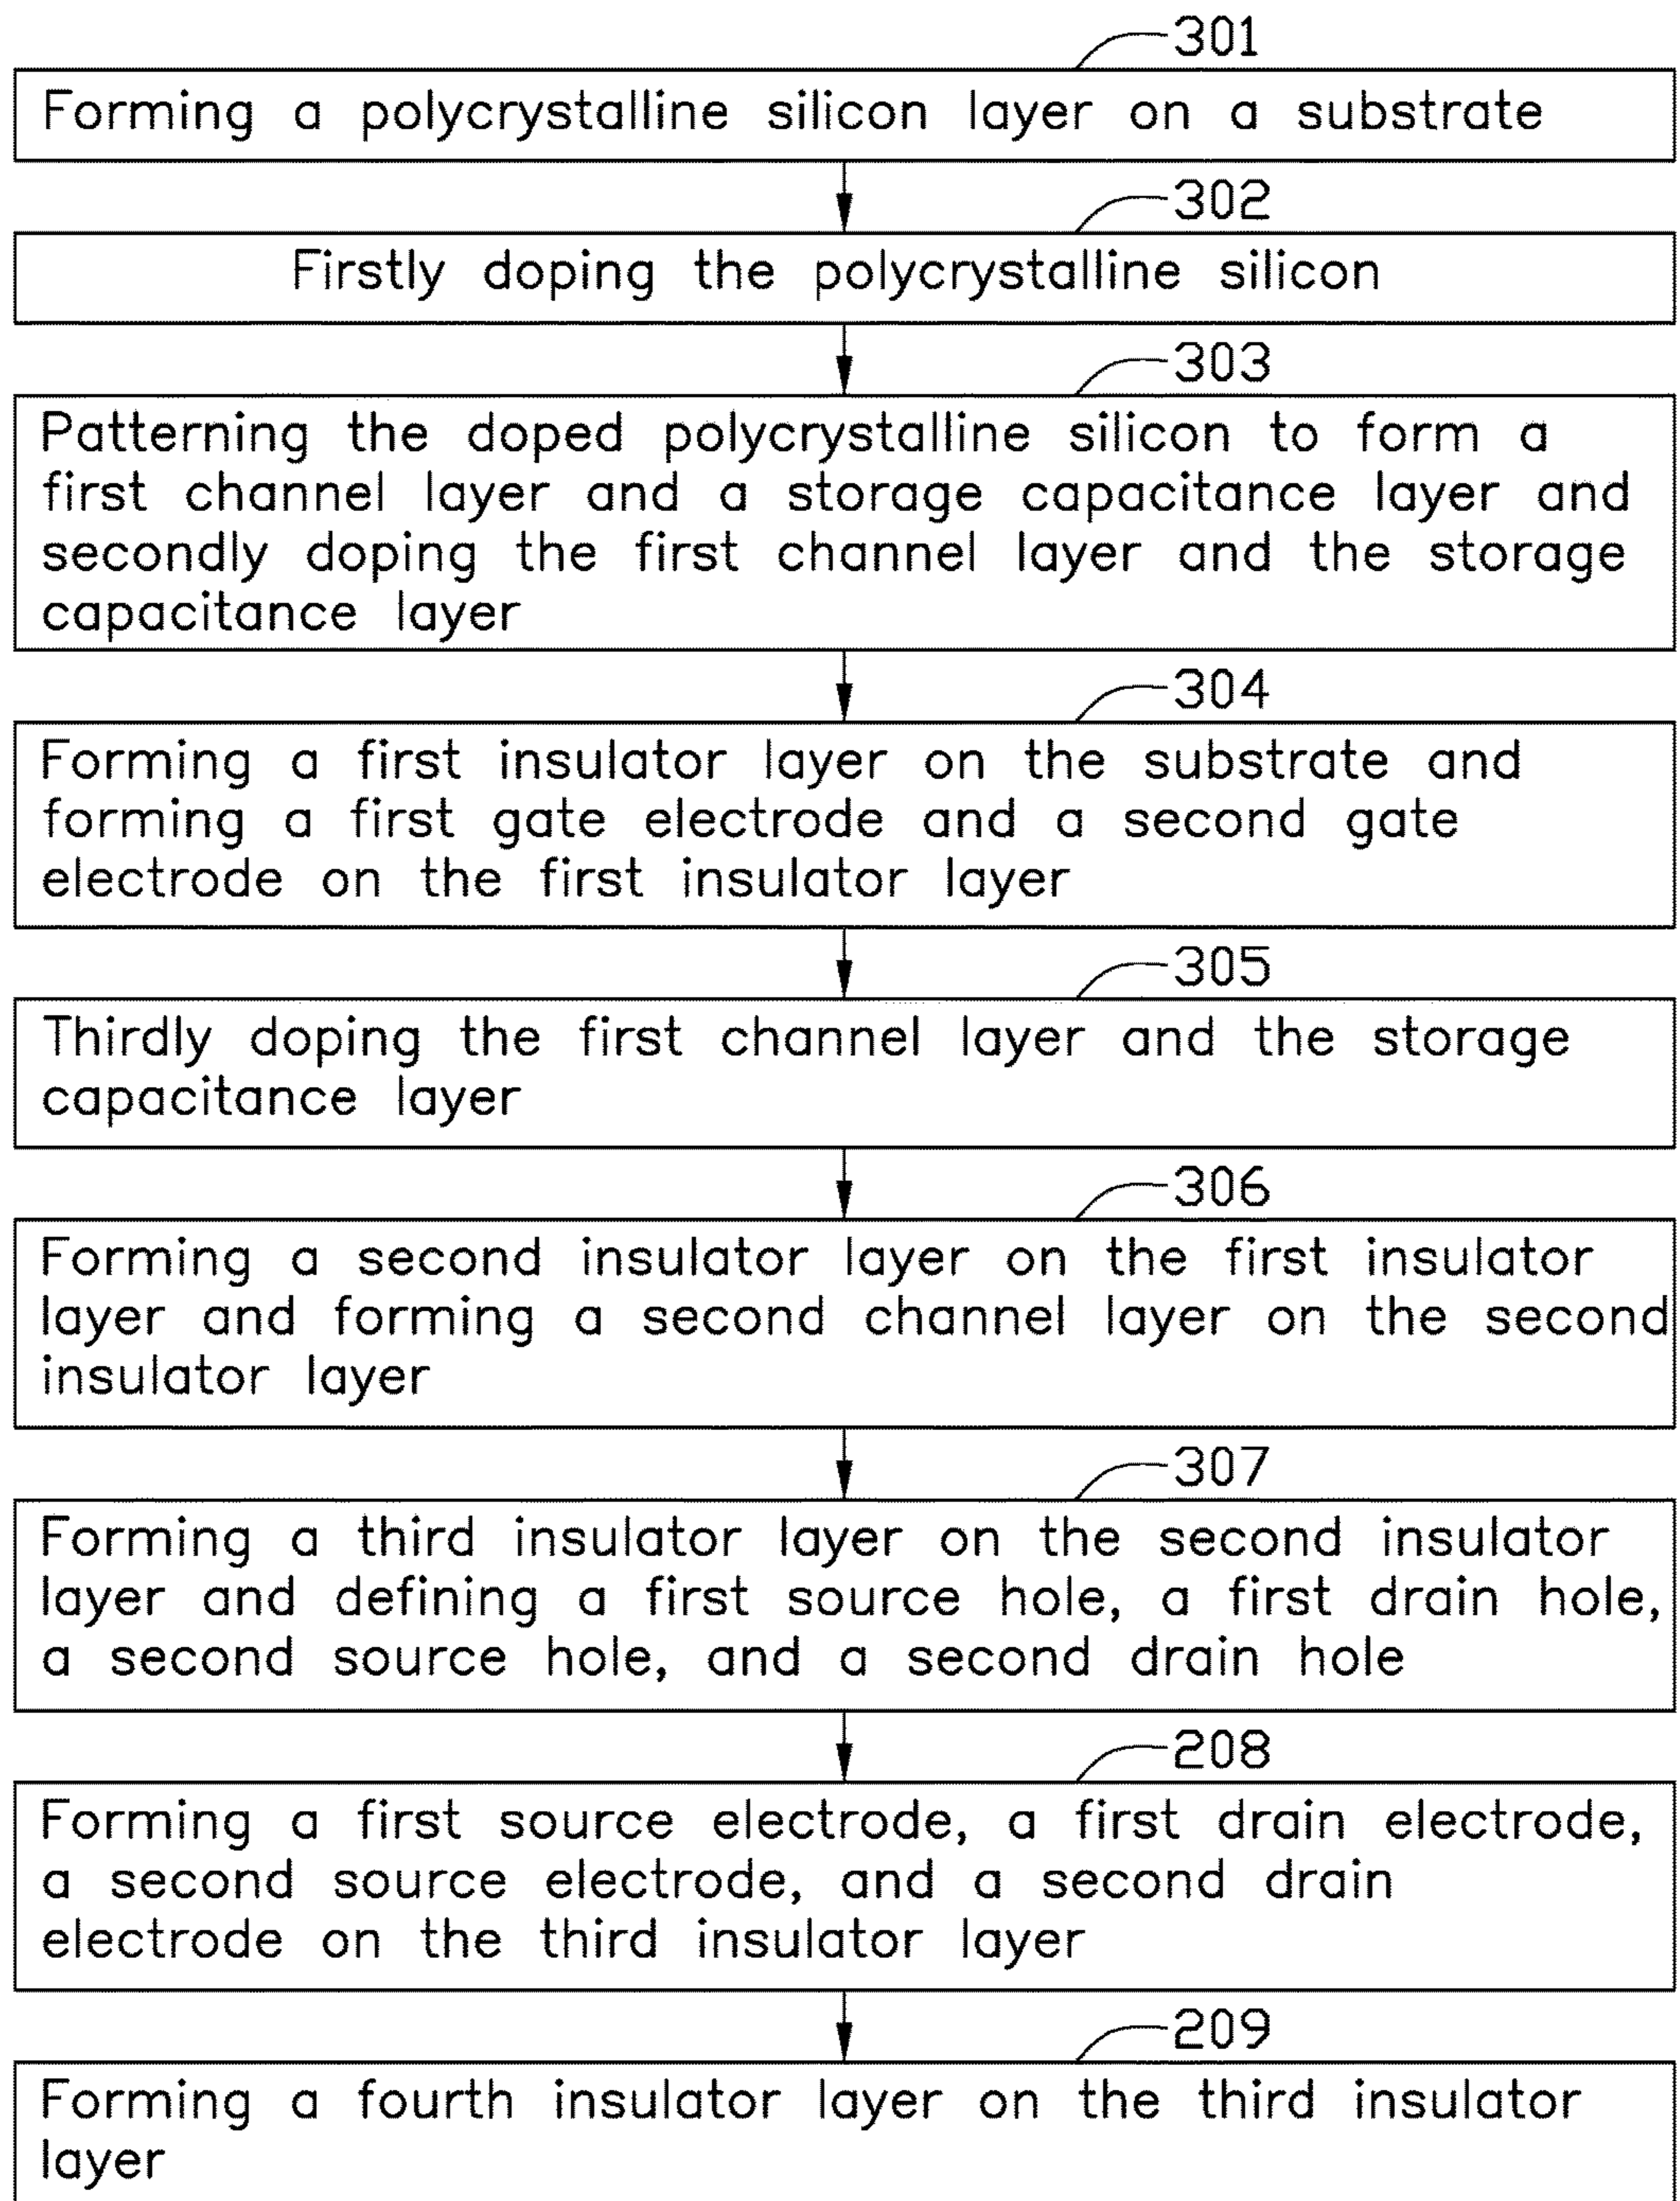 301
Forming a polycrystalline silicon layer on a substrate
302
Firstly doping the polycrystalline silicon
303
Patterning the doped polycrystalline silicon to form a
first channel layer and a storage capacitance layer and
secondly doping the first channel layer and the storage
capacitance layer
304
Forming a first insulator layer on the substrate and
forming a first gate electrode and a second gate
electrode on the first insulator layer
305
Thirdly doping the first channel layer and the storage
capacitance layer
306
Forming a second insulator layer on the first insulator
layer and forming a second channel layer on the second
insulator layer
307
Forming a third insulator layer on the second insulator
layer and defining a first source hole, a first drain hole,
a second source hole, and a second drain hole
208
Forming a first source electrode, a first drain electrode,
a second source electrode, and a second drain
electrode on the third insulator layer
209
Forming a fourth insulator layer on the third insulator
layer